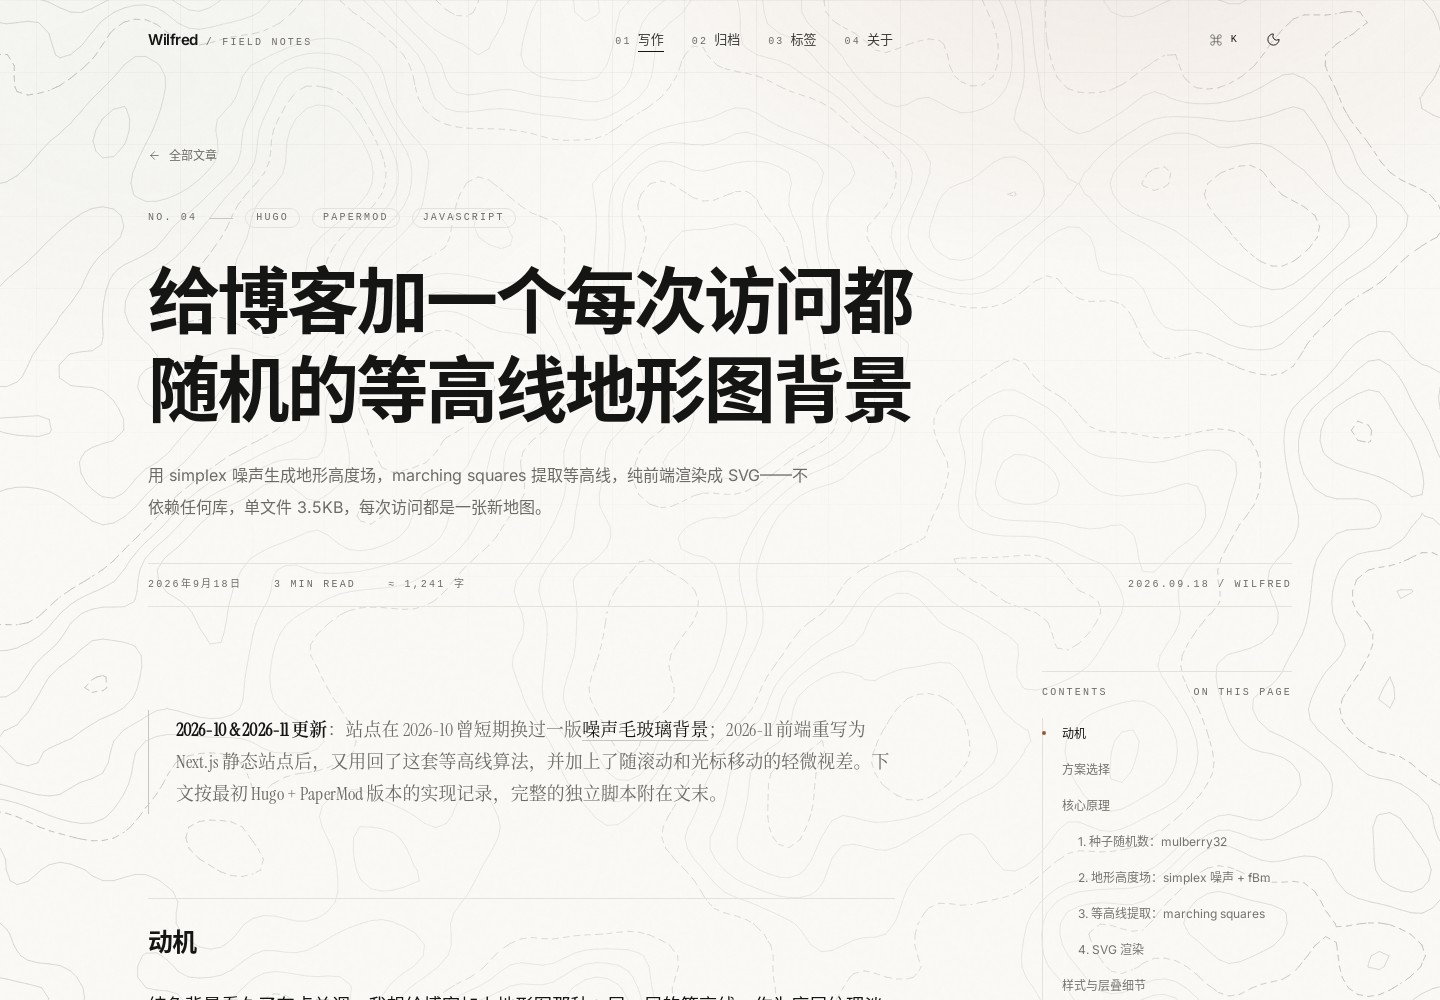 Wilfred / FIELD NOTES
01 写作 02 归档 03 标签 04 关于
⌘ K
← 全部文章
NO. 04 HUGO PAPERMOD JAVASCRIPT
给博客加一个每次访问都
随机的等高线地形图背景
用 simplex 噪声生成地形高度场，marching squares 提取等高线，纯前端渲染成 SVG——不
依赖任何库，单文件 3.5KB，每次访问都是一张新地图。
2026年9月18日 3 MIN READ ≈ 1,241 字
2026.09.18 / WILFRED
2026-10 & 2026-11 更新：站点在 2026-10 曾短期换过一版噪声毛玻璃背景；2026-11 前端重写为
Next.js 静态站点后，又用回了这套等高线算法，并加上了随滚动和光标移动的轻微视差。下
文按最初 Hugo + PaperMod 版本的实现记录，完整的独立脚本附在文末。
动机
CONTENTS ON THIS PAGE
动机
方案选择
核心原理
1. 种子随机数：mulberry32
2. 地形高度场：simplex 噪声 + fBm
3. 等高线提取：marching squares
4. SVG 渲染
样式与层叠细节